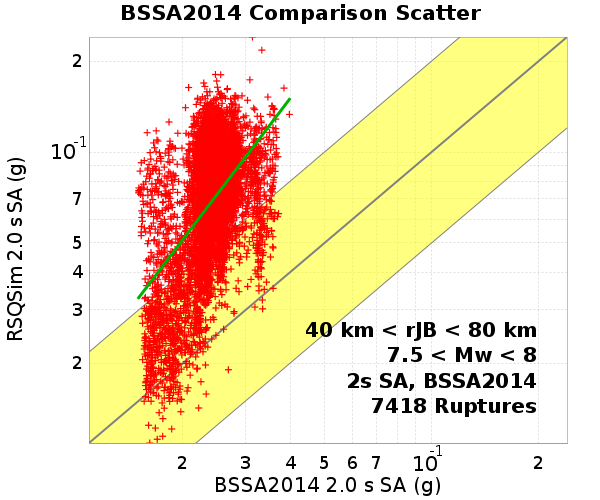 BSSA2014 Comparison Scatter
RSQSim 2.0 s SA (g)
2
10^-1
7
5
4
3
2
40 km < rJB < 80 km
7.5 < Mw < 8
2s SA, BSSA2014
7418 Ruptures
2 3 4 5 6 7 10^-1 2
BSSA2014 2.0 s SA (g)